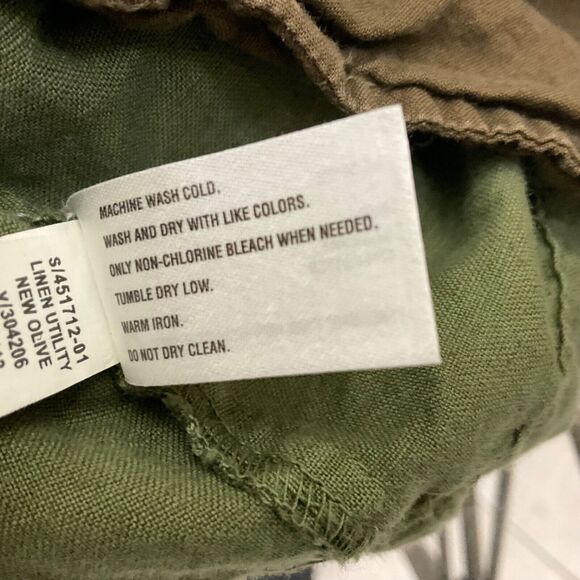 MACHINE WASH COLD.
WASH AND DRY WITH LIKE COLORS.
ONLY NON-CHLORINE BLEACH WHEN NEEDED.
TUMBLE DRY LOW.
WARM IRON.
DO NOT DRY CLEAN.
S/451712-01
LINEN UTILITY
NEW OLIVE
V/304206